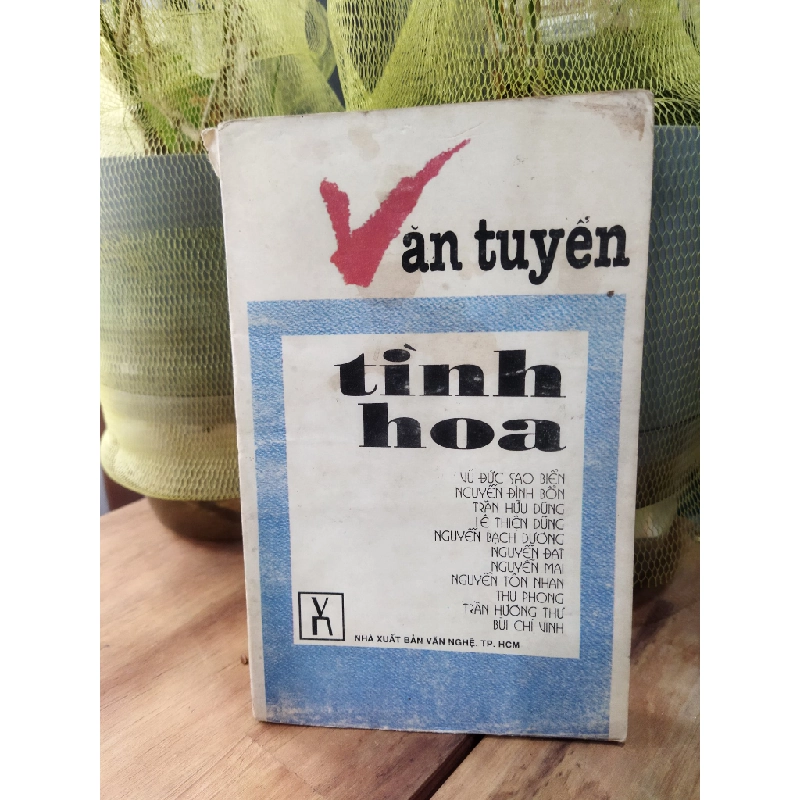 Văn tuyển
tình
hoa
VŨ ĐỨC SAO BIỂN
NGUYỄN ĐÌNH BỔN
TRẦN HỮU DŨNG
LÊ THIÊN DŨNG
NGUYỄN BẠCH DƯƠNG
NGUYỄN ĐẠT
NGUYỄN MAI
NGUYỄN TÔN NHAN
THU PHONG
TRẦN HƯƠNG THƯ
BÙI CHÍ VINH
VN
NHÀ XUẤT BẢN VĂN NGHỆ. TP. HCM